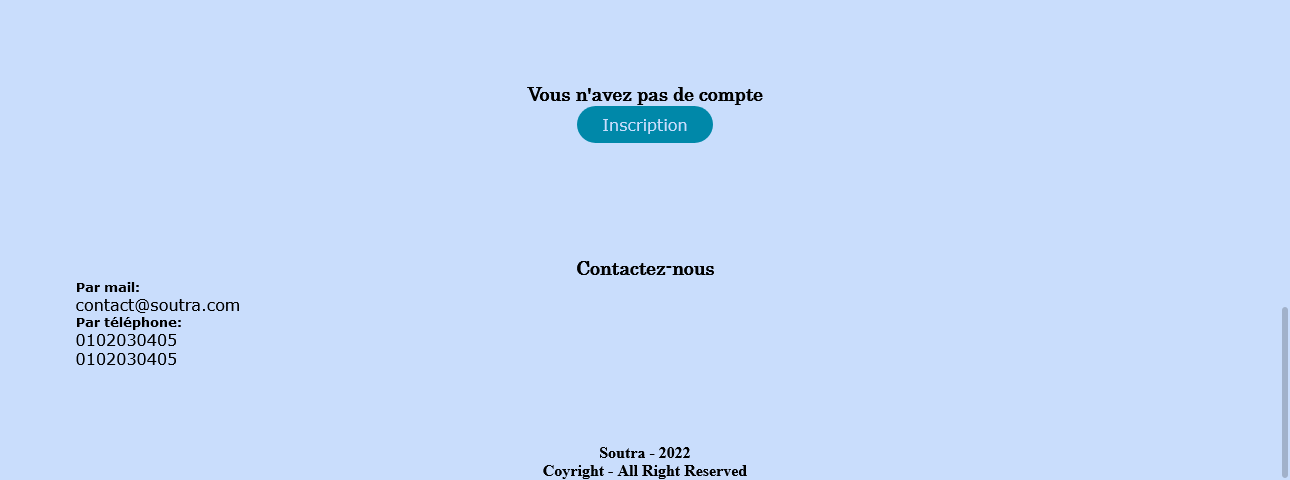 Vous n'avez pas de compte
Inscription
Contactez-nous
Par mail:
contact@soutra.com
Par téléphone:
0102030405
0102030405
Soutra - 2022
Coyright - All Right Reserved